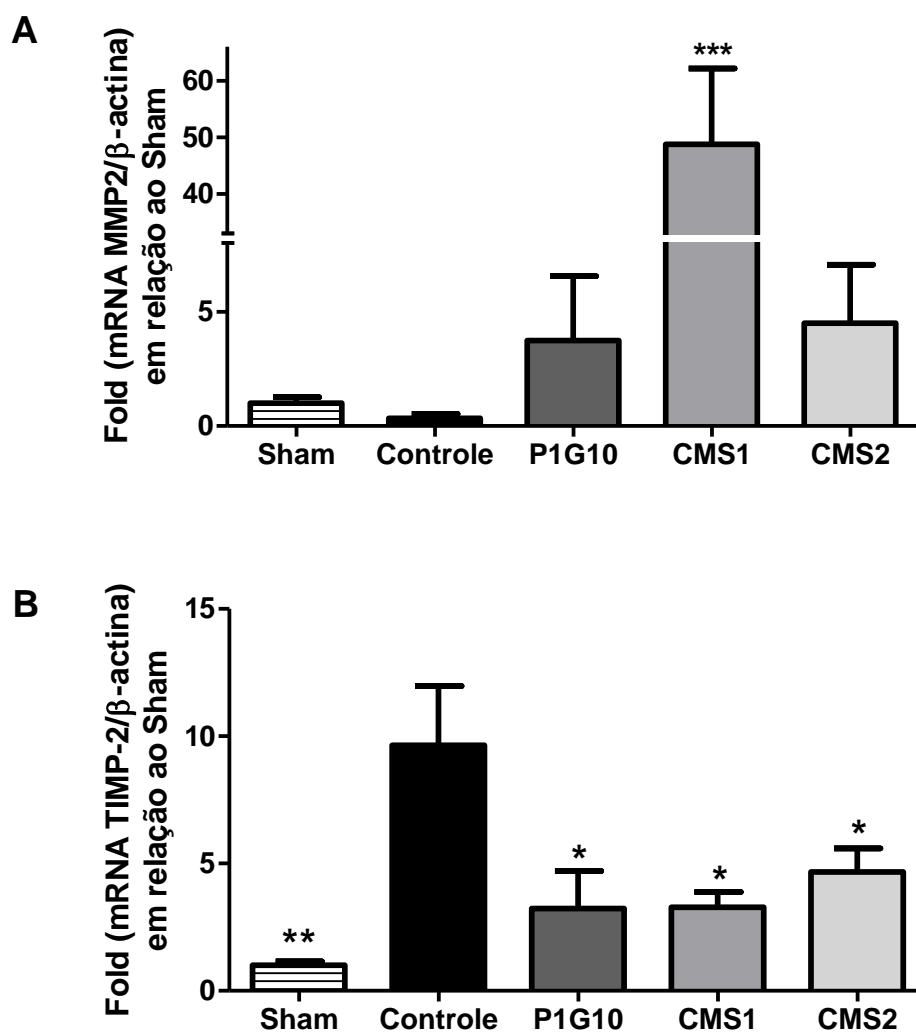 A
Fold (mRNA MMP2/β-actina)
em relação ao Sham
60
50
40
5
0
***
Sham Controle P1G10 CMS1 CMS2
B
Fold (mRNA TIMP-2/β-actina)
em relação ao Sham
15
10
5
0
**
*
*
*
Sham Controle P1G10 CMS1 CMS2